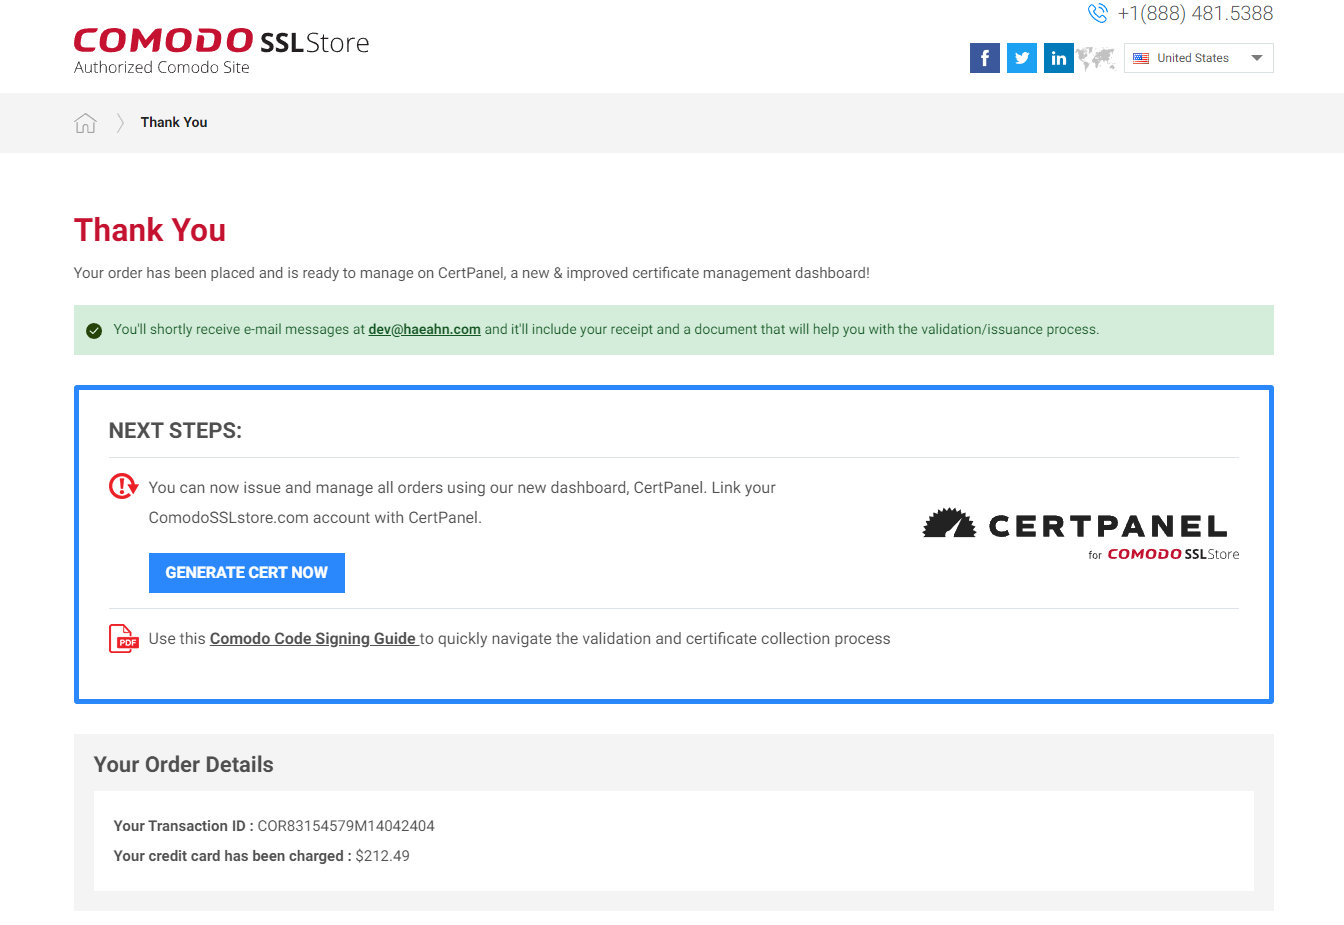 +1(888) 481.5388
COMODO SSLStore
Authorized Comodo Site
f
in
United States
Thank You
Thank You
Your order has been placed and is ready to manage on CertPanel, a new & improved certificate management dashboard!
You'll shortly receive e-mail messages at dev@haeahn.com and it'll include your receipt and a document that will help you with the validation/issuance process.
NEXT STEPS:
You can now issue and manage all orders using our new dashboard, CertPanel. Link your
ComodoSSLstore.com account with CertPanel.
CERTPANEL
for COMODO SSLStore
GENERATE CERT NOW
PDF
Use this Comodo Code Signing Guide to quickly navigate the validation and certificate collection process
Your Order Details
Your Transaction ID : COR83154579M14042404
Your credit card has been charged : $212.49